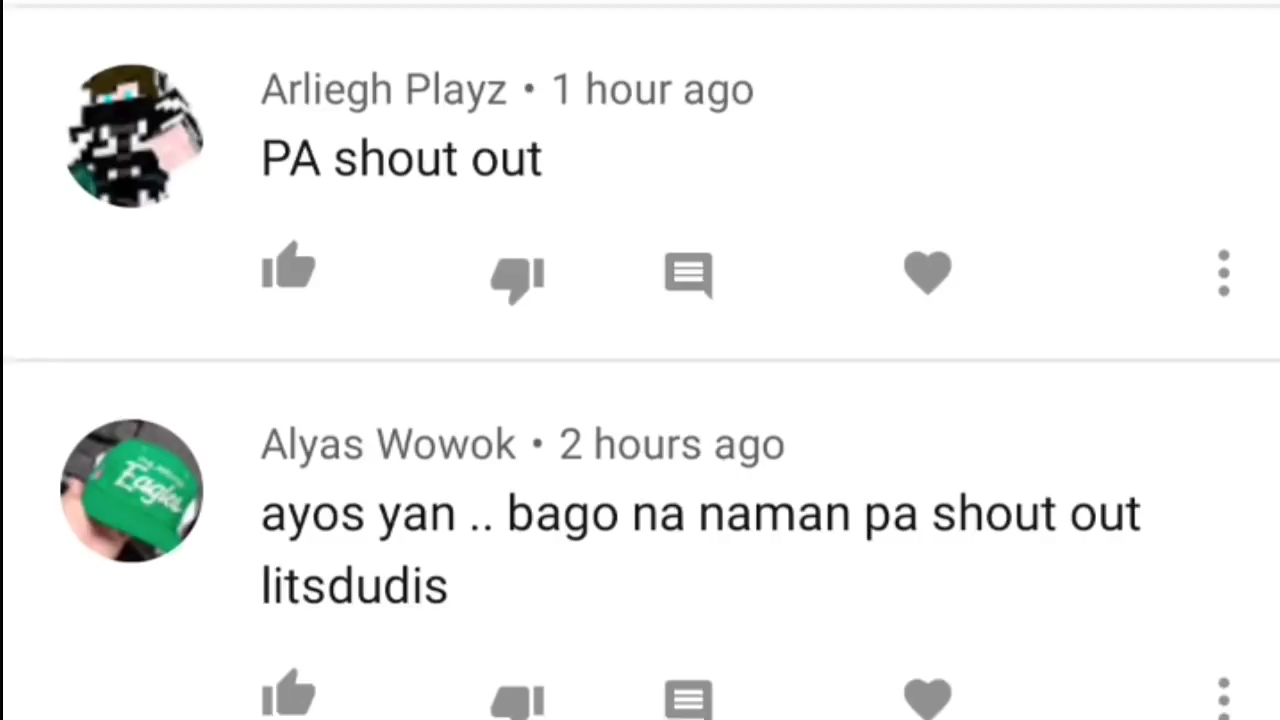 Arliegh Playz • 1 hour ago
PA shout out
Alyas Wowok • 2 hours ago
Eagles
ayos yan .. bago na naman pa shout out
litsdudis